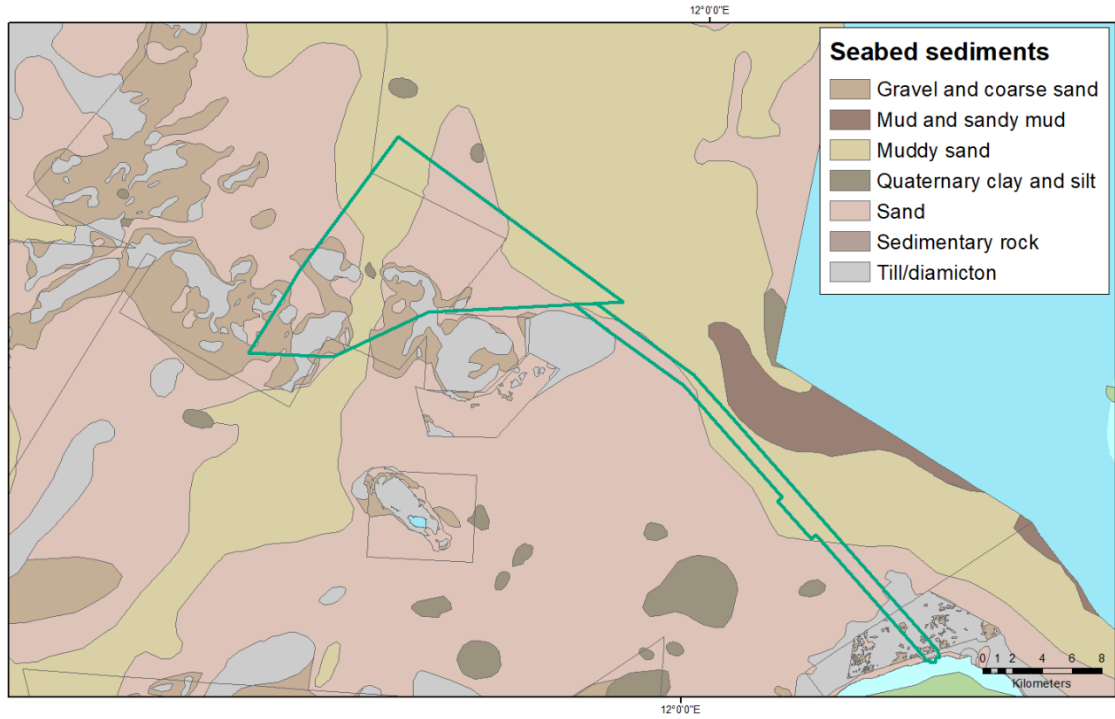 12°0'0"E
Seabed sediments
Gravel and coarse sand
Mud and sandy mud
Muddy sand
Quaternary clay and silt
Sand
Sedimentary rock
Till/diamicton
0 1 2 4 6 8
Kilometers
12°0'0"E